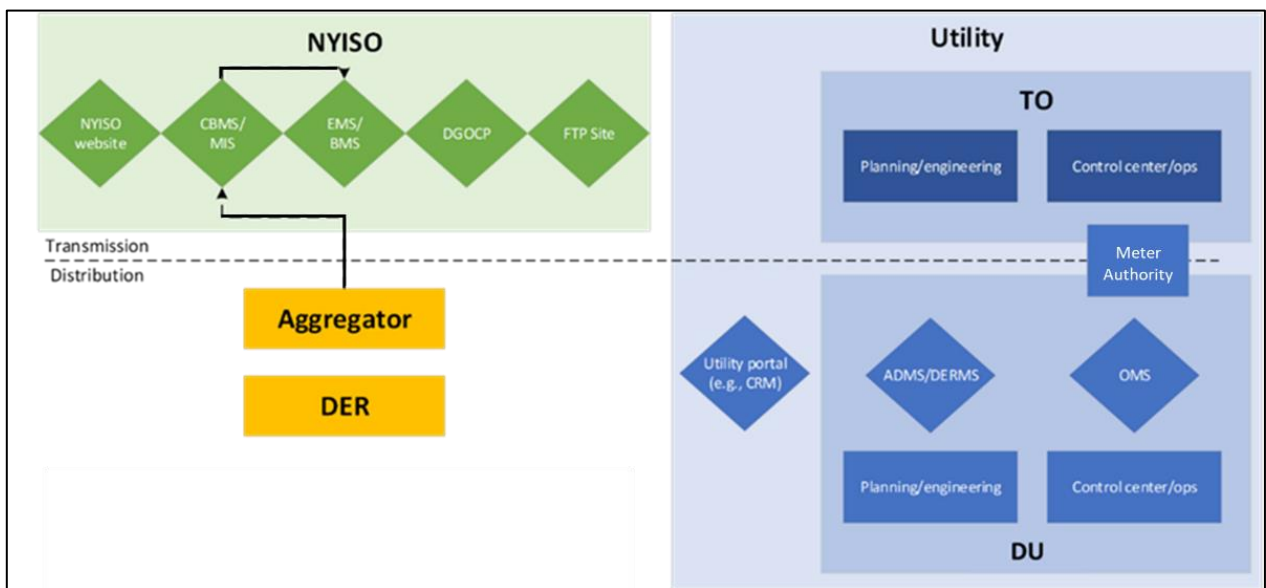 NYISO
NYISO
website
CBMS/
MIS
EMS/
BMS
DGOCP
FTP Site
Transmission
Distribution
Aggregator
DER
Utility
TO
Planning/engineering
Control center/ops
Meter
Authority
Utility portal
(e.g., CRM)
ADMS/DERMS
OMS
Planning/engineering
Control center/ops
DU